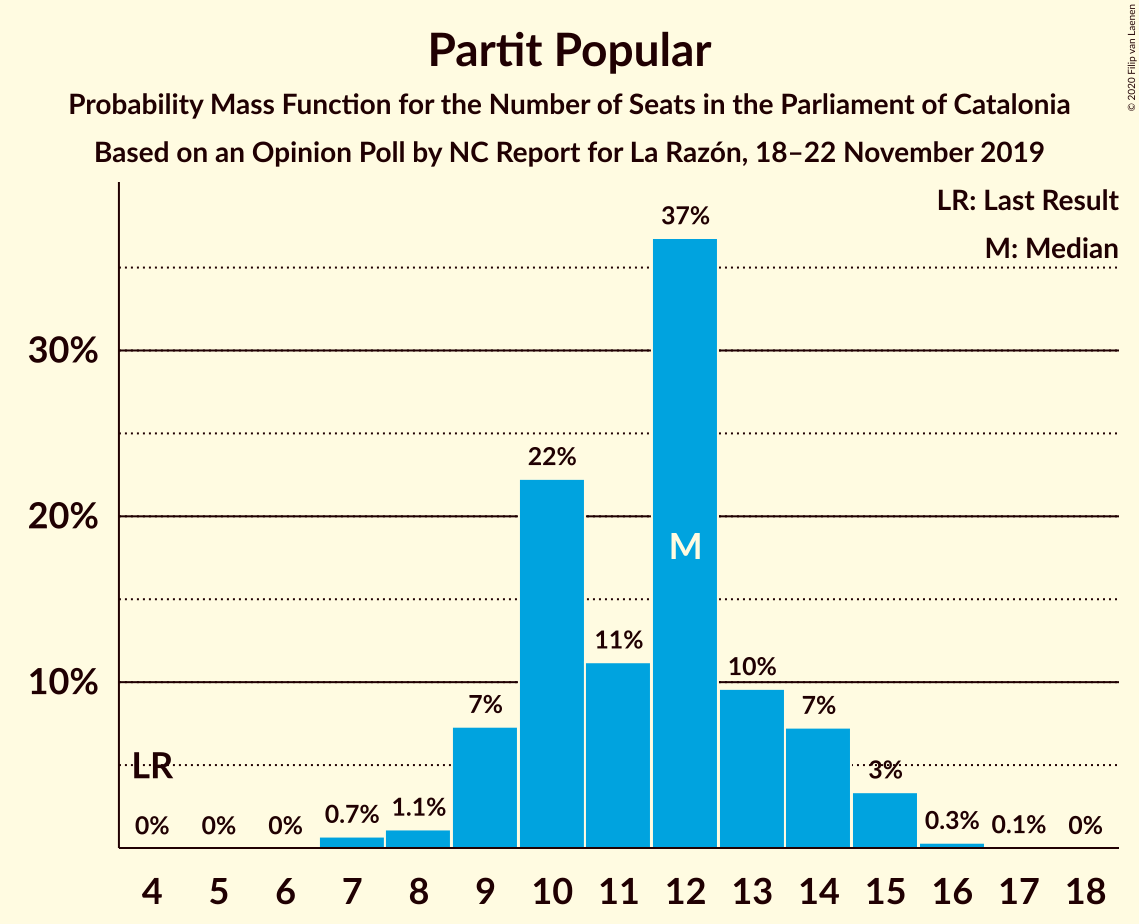 Partit Popular
Probability Mass Function for the Number of Seats in the Parliament of Catalonia
Based on an Opinion Poll by NC Report for La Razón, 18–22 November 2019
© 2020 Filip van Laenen
LR: Last Result
M: Median
37%
30%
22%
20%
M
11%
10%
10%
7%
7%
LR
3%
0%
0%
0%
0.7%
1.1%
0.3%
0.1%
0%
4 5 6 7 8 9 10 11 12 13 14 15 16 17 18